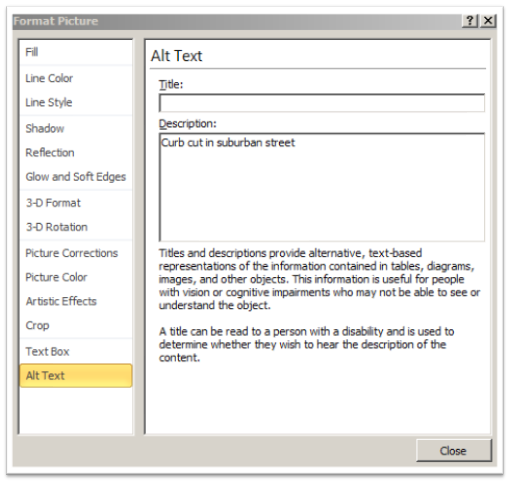 Format Picture
Fill
Line Color
Line Style
Shadow
Reflection
Glow and Soft Edges
3-D Format
3-D Rotation
Picture Corrections
Picture Color
Artistic Effects
Crop
Text Box
Alt Text
Alt Text
Title:
Description:
Curb cut in suburban street
Titles and descriptions provide alternative, text-based
representations of the information contained in tables, diagrams,
images, and other objects. This information is useful for people
with vision or cognitive impairments who may not be able to see or
understand the object.
A title can be read to a person with a disability and is used to
determine whether they wish to hear the description of the
content.
Close